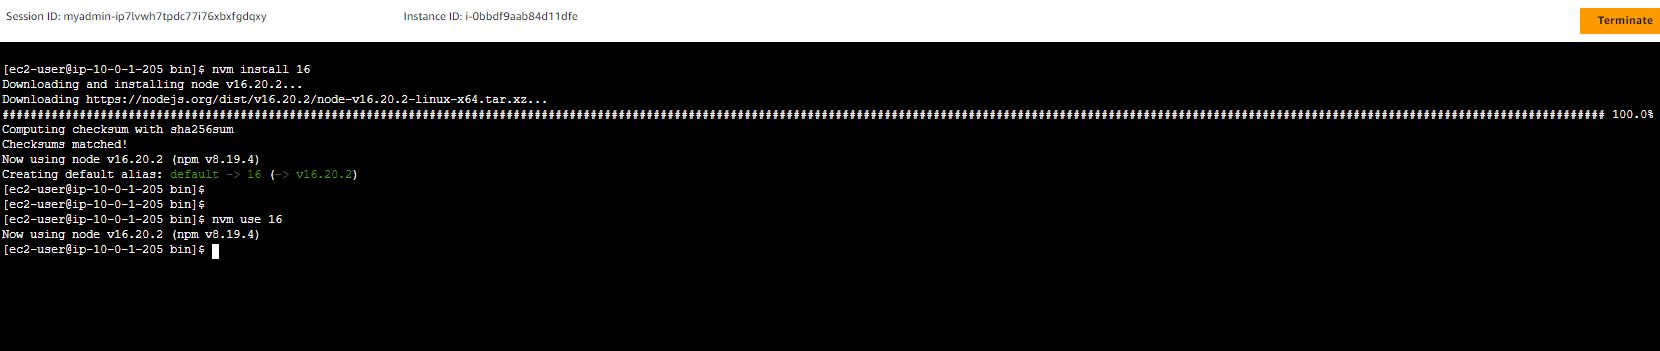 Session ID: myadmin-ip7lvwh7tpdc77i76xbxfgdqxy Instance ID: i-0bbdf9aab84d11dfe Terminate
[ec2-user@ip-10-0-1-205 bin]$ nvm install 16
Downloading and installing node v16.20.2...
Downloading https://nodejs.org/dist/v16.20.2/node-v16.20.2-linux-x64.tar.xz...
################################################################################ 100.0%
Computing checksum with sha256sum
Checksums matched!
Now using node v16.20.2 (npm v8.19.4)
Creating default alias: default -> 16 (-> v16.20.2)
[ec2-user@ip-10-0-1-205 bin]$
[ec2-user@ip-10-0-1-205 bin]$
[ec2-user@ip-10-0-1-205 bin]$ nvm use 16
Now using node v16.20.2 (npm v8.19.4)
[ec2-user@ip-10-0-1-205 bin]$